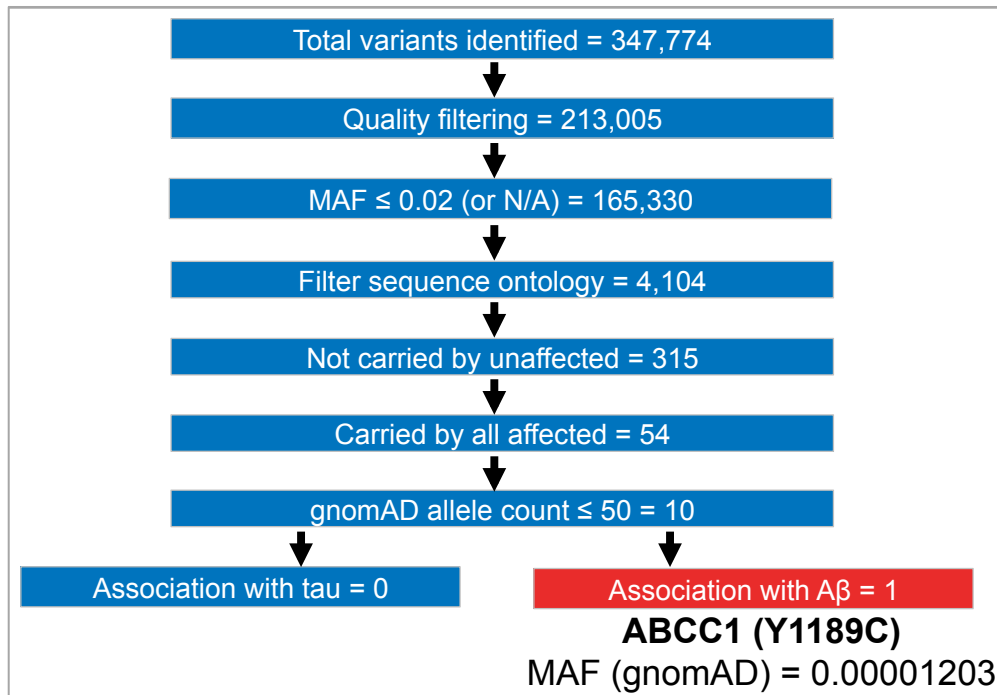 Total variants identified = 347,774
Quality filtering = 213,005
MAF ≤ 0.02 (or N/A) = 165,330
Filter sequence ontology = 4,104
Not carried by unaffected = 315
Carried by all affected = 54
gnomAD allele count ≤ 50 = 10
Association with tau = 0
Association with Aβ = 1
ABCC1 (Y1189C)
MAF (gnomAD) = 0.00001203